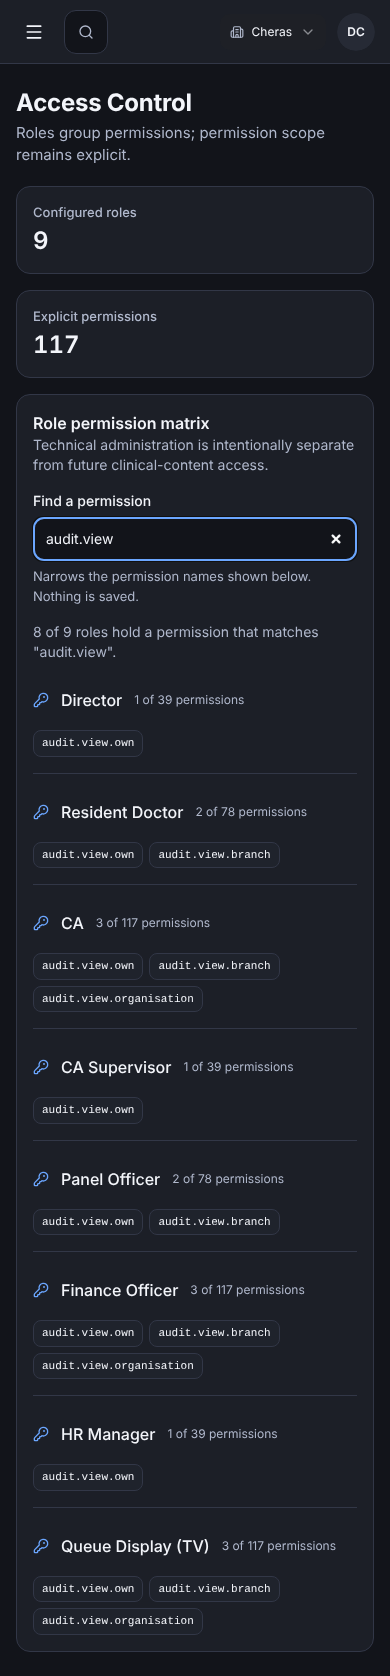 Cheras
DC
Access Control
Roles group permissions; permission scope
remains explicit.
Configured roles
9
Explicit permissions
117
Role permission matrix
Technical administration is intentionally separate
from future clinical-content access.
Find a permission
audit.view
Narrows the permission names shown below.
Nothing is saved.
8 of 9 roles hold a permission that matches
"audit.view".
Director 1 of 39 permissions
audit.view.own
Resident Doctor 2 of 78 permissions
audit.view.own audit.view.branch
CA 3 of 117 permissions
audit.view.own audit.view.branch
audit.view.organisation
CA Supervisor 1 of 39 permissions
audit.view.own
Panel Officer 2 of 78 permissions
audit.view.own audit.view.branch
Finance Officer 3 of 117 permissions
audit.view.own audit.view.branch
audit.view.organisation
HR Manager 1 of 39 permissions
audit.view.own
Queue Display (TV) 3 of 117 permissions
audit.view.own audit.view.branch
audit.view.organisation